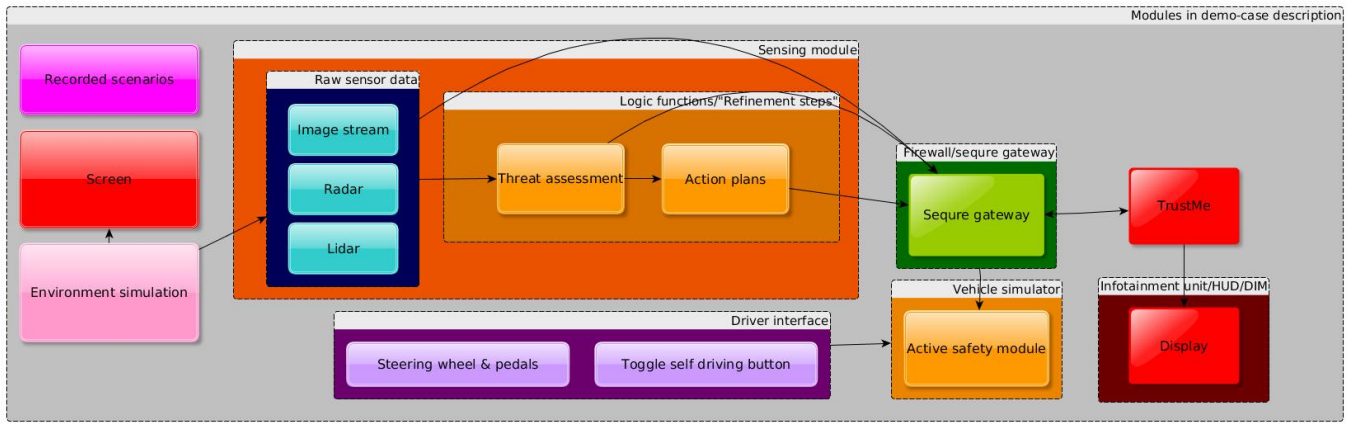 Modules in demo-case description
Recorded scenarios
Screen
Environment simulation
Sensing module
Raw sensor data
Image stream
Radar
Lidar
Logic functions/"Refinement steps"
Threat assessment
Action plans
Firewall/sequre gateway
Sequre gateway
TrustMe
Driver interface
Steering wheel & pedals
Toggle self driving button
Vehicle simulator
Active safety module
Infotainment unit/HUD/DIM
Display